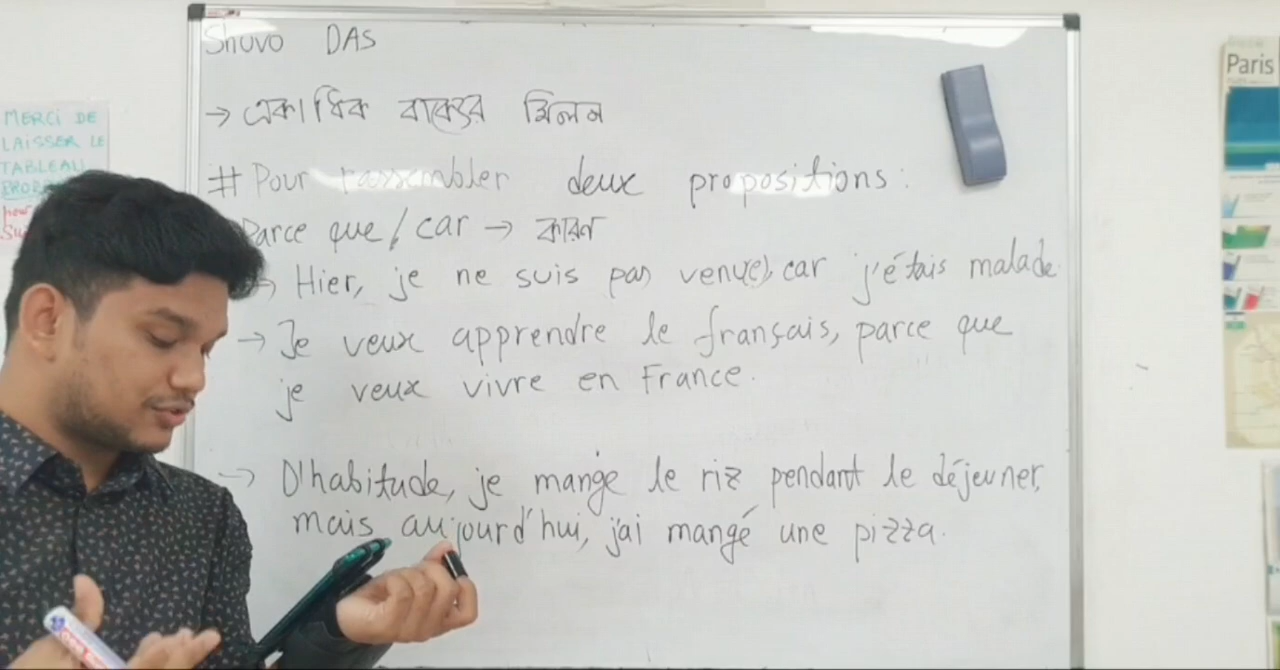 Shuvo DAS
→ একাধিক বাক্যের মিলন
# Pour rassembler deux propositions:
Parce que / car → কারণ
→ Hier, je ne suis pas venu(e), car j'étais malade.
→ Je veux apprendre le français, parce que
je veux vivre en France.
→ D'habitude, je mange le riz pendant le déjeuner,
mais aujourd'hui, j'ai mangé une pizza.
MERCI DE
LAISSER LE
TABLEAU
Paris